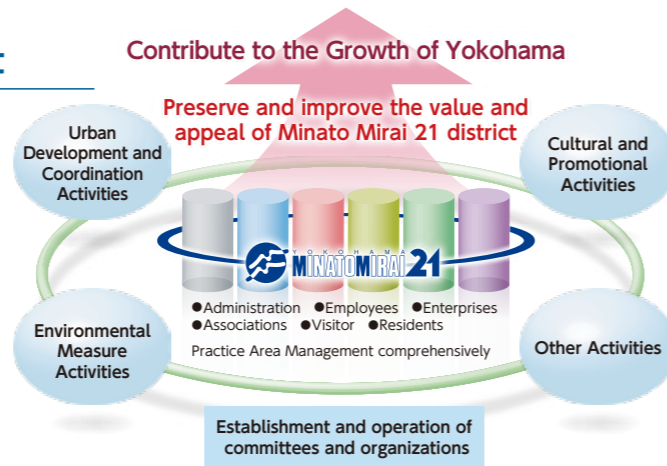 Contribute to the Growth of Yokohama
Preserve and improve the value and
appeal of Minato Mirai 21 district
Urban
Development and
Coordination
Activities
Cultural and
Promotional
Activities
YOKOHAMA
MINATOMIRAI 21
●Administration ●Employees ●Enterprises
●Associations ●Visitor ●Residents
Practice Area Management comprehensively
Environmental
Measure
Activities
Other Activities
Establishment and operation of
committees and organizations